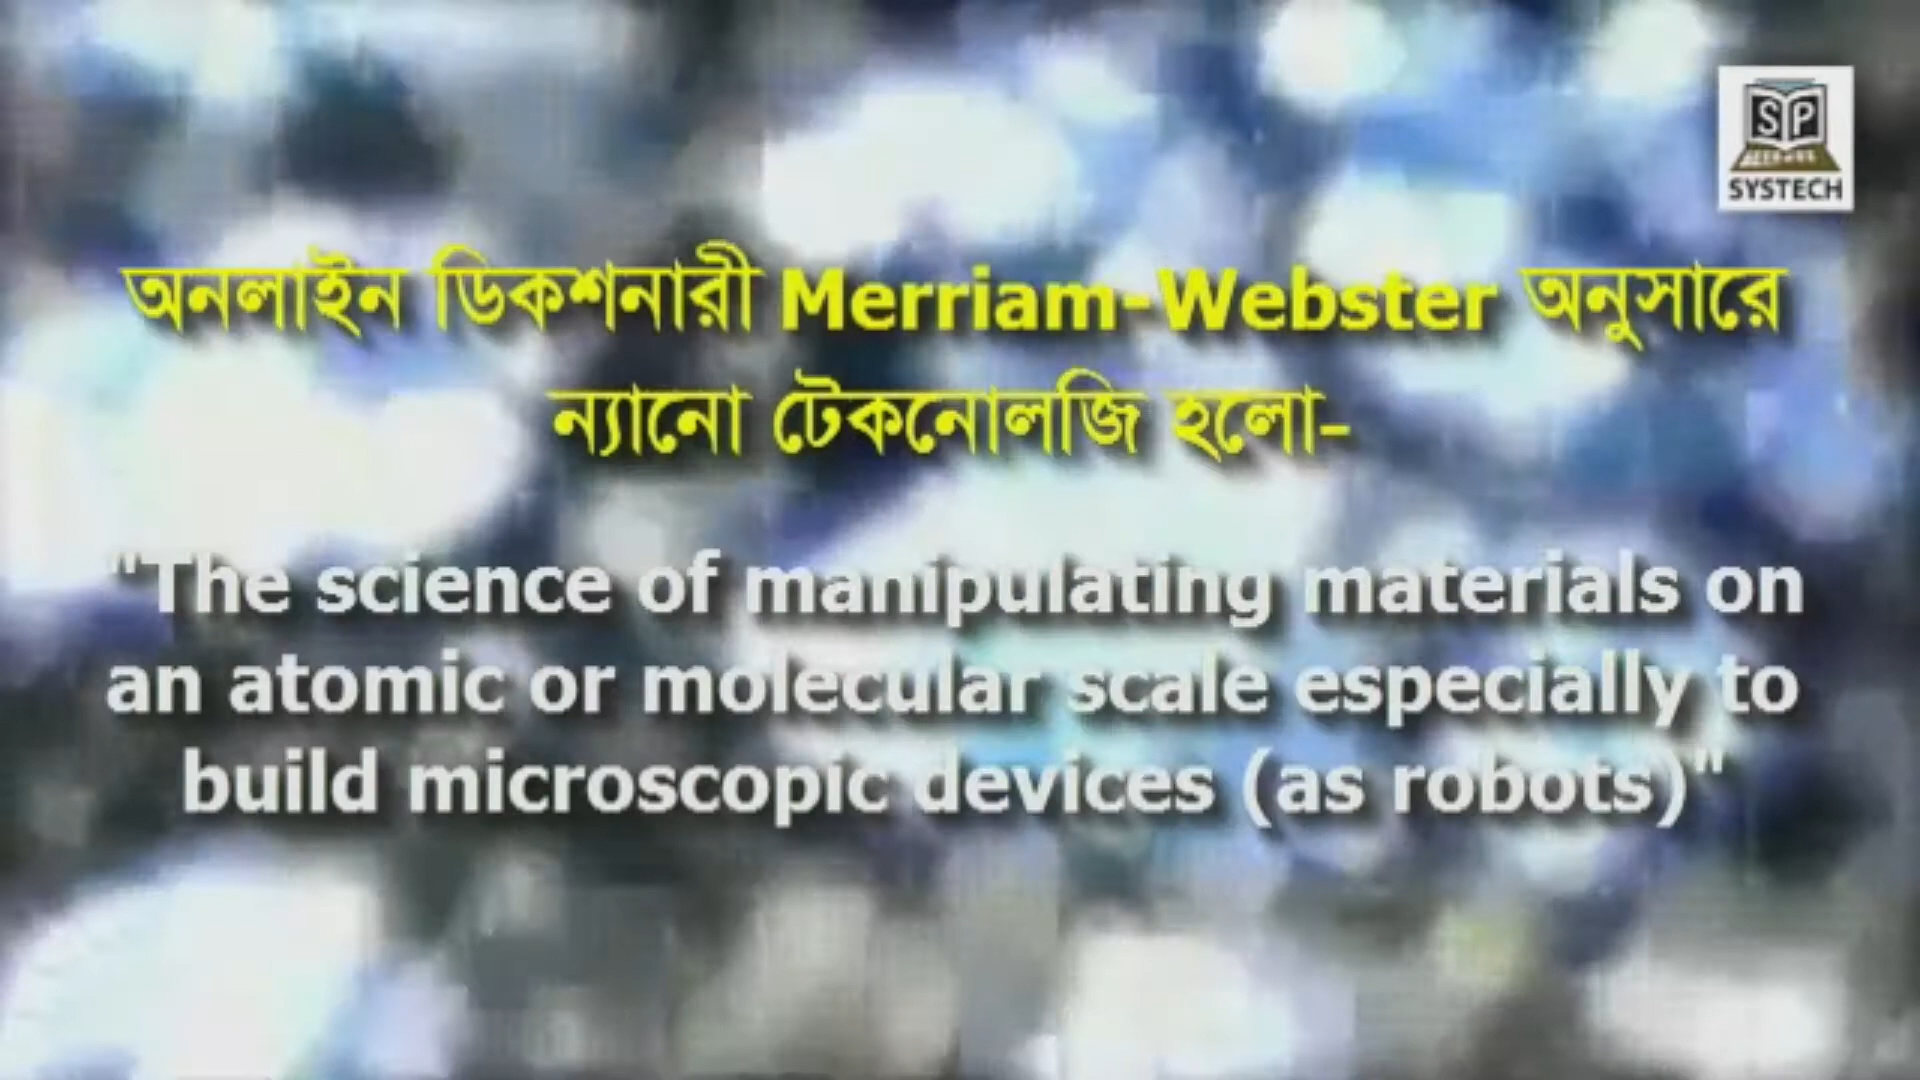 SP
SYSTECH
অনলাইন ডিকশনারী Merriam-Webster অনুসারে
ন্যানো টেকনোলজি হলো-
"The science of manipulating materials on
an atomic or molecular scale especially to
build microscopic devices (as robots)"